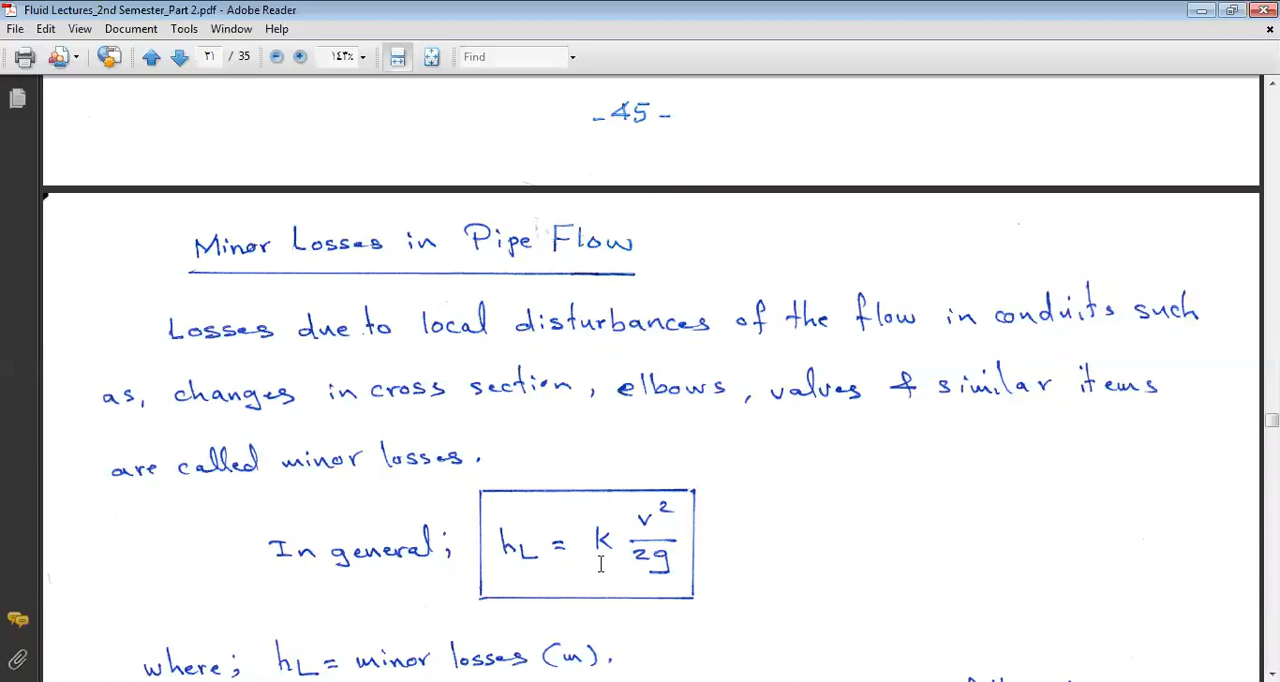 Fluid Lectures_2nd Semester_Part 2.pdf - Adobe Reader
File Edit View Document Tools Window Help
٢١ / 35 ١٤٣% Find
- 45 -
Minor Losses in Pipe Flow
Losses due to local disturbances of the flow in conduits such
as, changes in cross section, elbows, valves & similar items
are called minor losses.
In general; hL = k v²/2g
where; hL = minor losses (m).